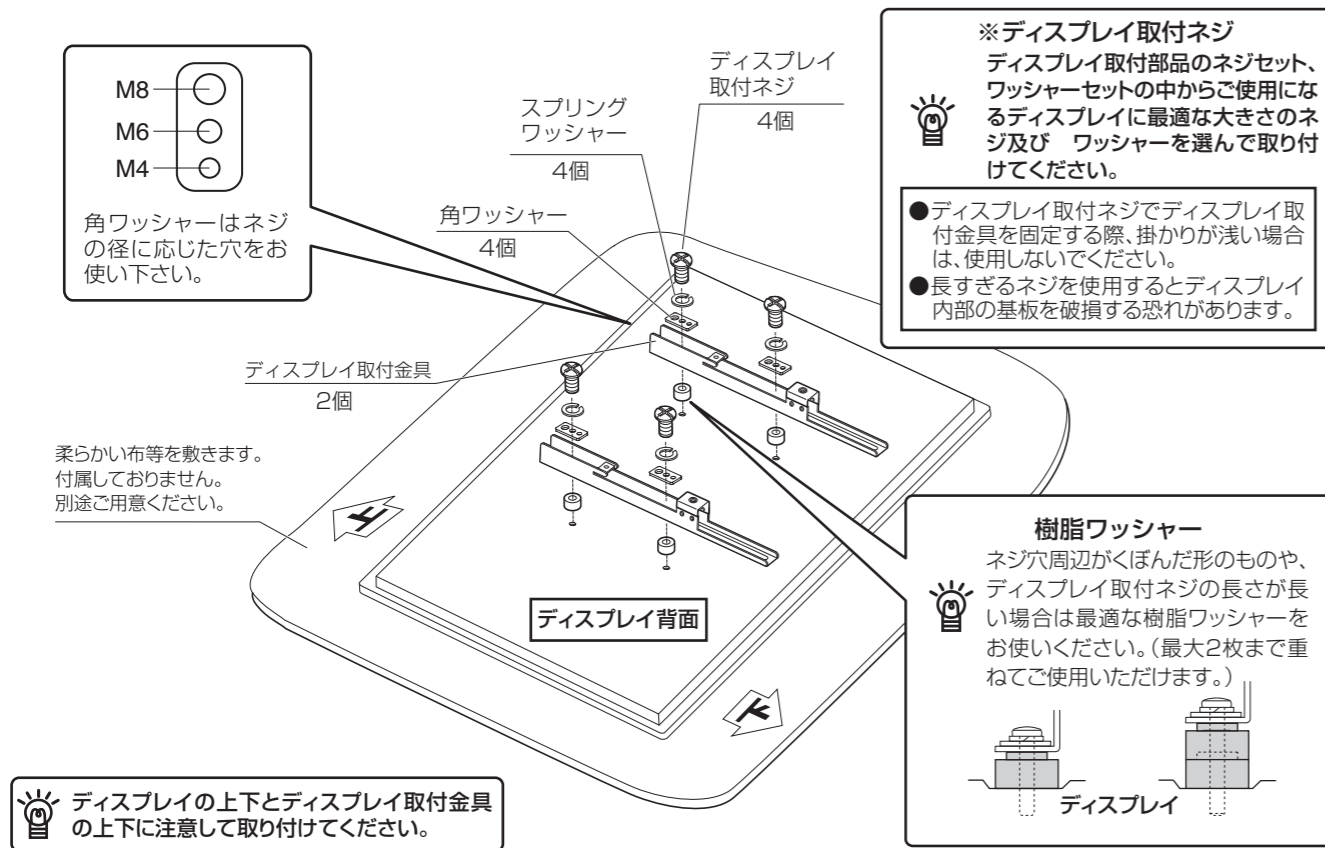 M8
M6
M4
角ワッシャーはネジ
の径に応じた穴をお
使い下さい。
ディスプレイ
取付ネジ
4個
スプリング
ワッシャー
4個
角ワッシャー
4個
ディスプレイ取付金具
2個
柔らかい布等を敷きます。
付属しておりません。
別途ご用意ください。
上
ディスプレイ背面
下
※ディスプレイ取付ネジ
ディスプレイ取付部品のネジセット、
ワッシャーセットの中からご使用にな
るディスプレイに最適な大きさのネ
ジ及び　ワッシャーを選んで取り付
けてください。
●ディスプレイ取付ネジでディスプレイ取
付金具を固定する際、掛かりが浅い場合
は、使用しないでください。
●長すぎるネジを使用するとディスプレイ
内部の基板を破損する恐れがあります。
樹脂ワッシャー
ネジ穴周辺がくぼんだ形のものや、
ディスプレイ取付ネジの長さが長
い場合は最適な樹脂ワッシャーを
お使いください。(最大2枚まで重
ねてご使用いただけます。)
ディスプレイ
ディスプレイの上下とディスプレイ取付金具
の上下に注意して取り付けてください。